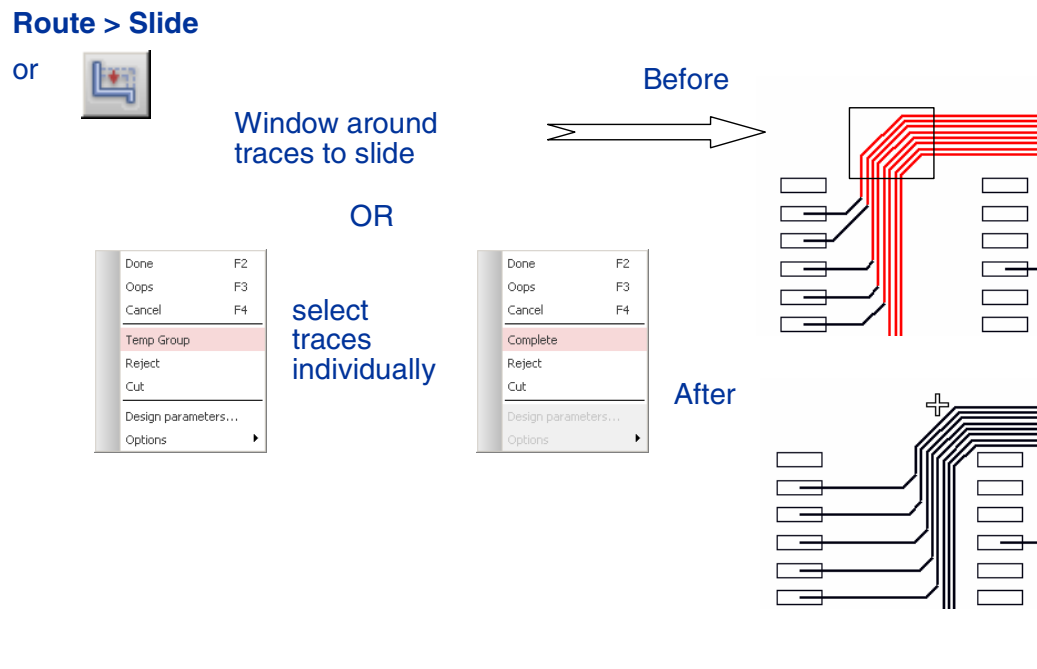 Route > Slide
or
Before
Window around
traces to slide
OR
Done F2
Oops F3
Cancel F4
Temp Group
Reject
Cut
Design parameters...
Options
select
traces
individually
Done F2
Oops F3
Cancel F4
Complete
Reject
Cut
Design parameters...
Options
After